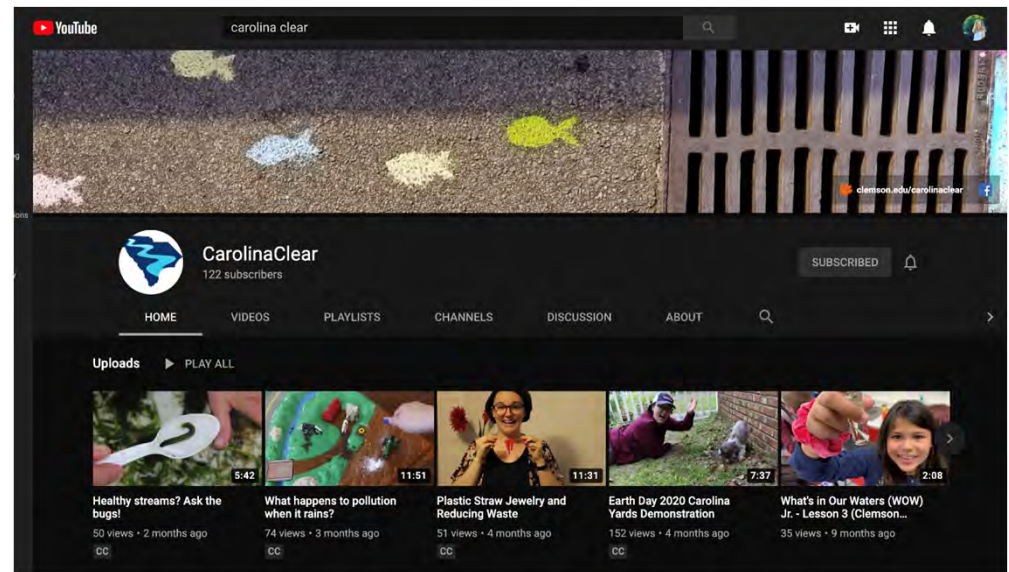 YouTube
carolina clear
clemson.edu/carolinaclear
CarolinaClear
122 subscribers
SUBSCRIBED
HOME VIDEOS PLAYLISTS CHANNELS DISCUSSION ABOUT
Uploads PLAY ALL
5:42
11:51
11:31
7:37
2:08
Healthy streams? Ask the
bugs!
50 views • 2 months ago
CC
What happens to pollution
when it rains?
74 views • 3 months ago
CC
Plastic Straw Jewelry and
Reducing Waste
51 views • 4 months ago
CC
Earth Day 2020 Carolina
Yards Demonstration
152 views • 4 months ago
CC
What's in Our Waters (WOW)
Jr. - Lesson 3 (Clemson...
35 views • 9 months ago